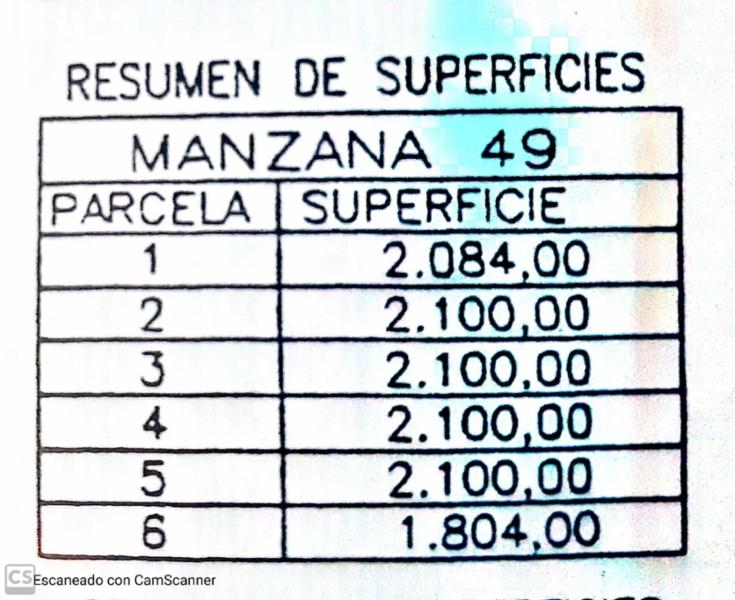 RESUMEN DE SUPERFICIES
MANZANA 49
PARCELA SUPERFICIE
1 2.084,00
2 2.100,00
3 2.100,00
4 2.100,00
5 2.100,00
6 1.804,00
CS Escaneado con CamScanner